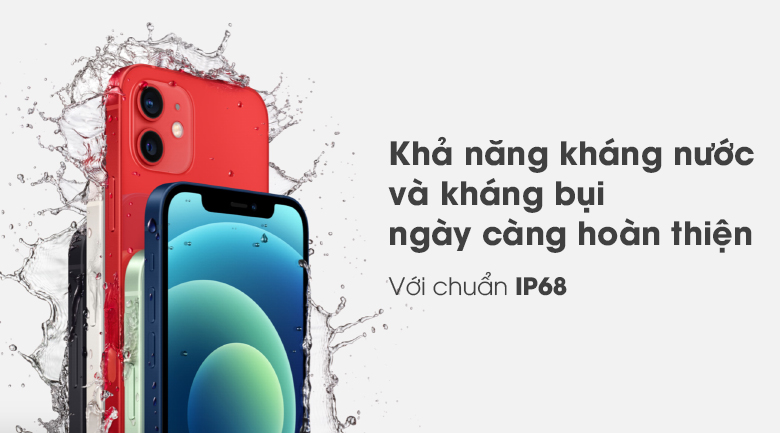 Khả năng kháng nước
và kháng bụi
ngày càng hoàn thiện
Với chuẩn IP68